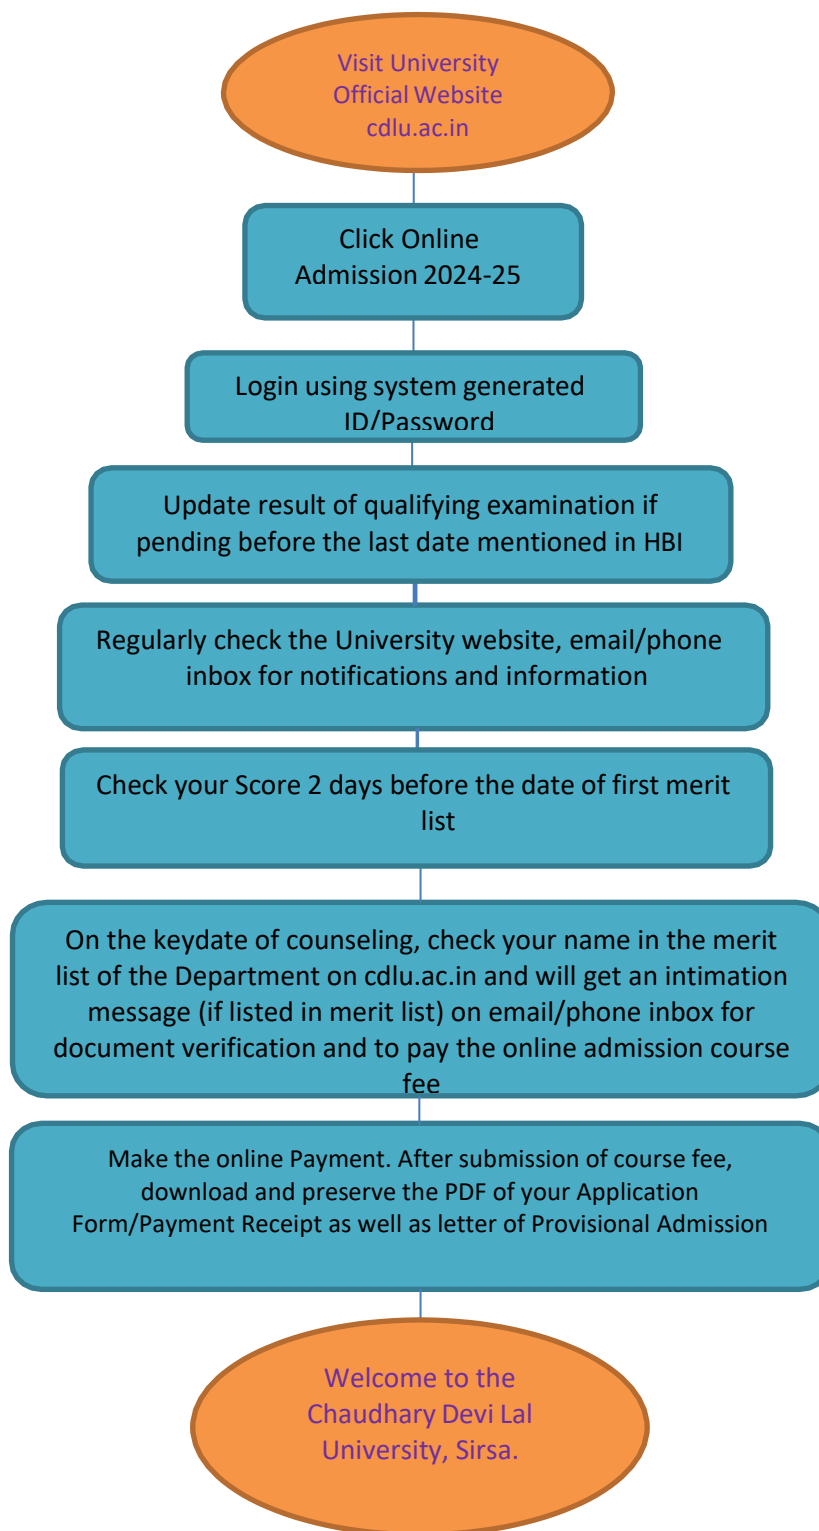 Visit University
Official Website
cdlu.ac.in
Click Online
Admission 2024-25
Login using system generated
ID/Password
Update result of qualifying examination if
pending before the last date mentioned in HBI
Regularly check the University website, email/phone
inbox for notifications and information
Check your Score 2 days before the date of first merit
list
On the keydate of counseling, check your name in the merit
list of the Department on cdlu.ac.in and will get an intimation
message (if listed in merit list) on email/phone inbox for
document verification and to pay the online admission course
fee
Make the online Payment. After submission of course fee,
download and preserve the PDF of your Application
Form/Payment Receipt as well as letter of Provisional Admission
Welcome to the
Chaudhary Devi Lal
University, Sirsa.